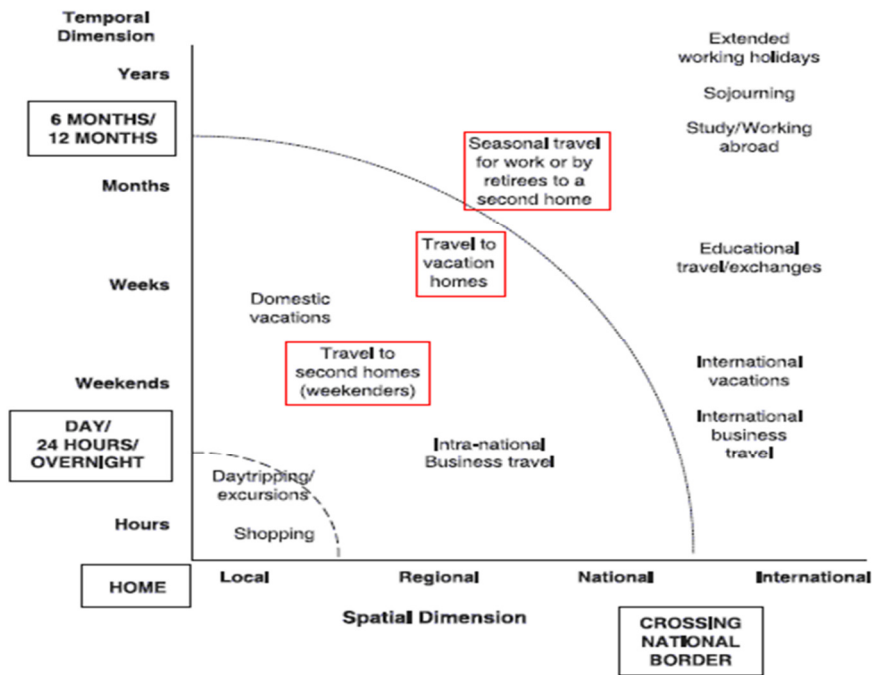 Temporal
Dimension
Years
6 MONTHS/
12 MONTHS
Months
Weeks
Weekends
DAY/
24 HOURS/
OVERNIGHT
Hours
HOME
Extended
working holidays
Sojourning
Study/Working
abroad
Seasonal travel
for work or by
retirees to a
second home
Travel to
vacation
homes
Educational
travel/exchanges
Domestic
vacations
Travel to
second homes
(weekenders)
International
vacations
International
business
travel
Intra-national
Business travel
Daytripping/
excursions
Shopping
Local
Regional
National
International
Spatial Dimension
CROSSING
NATIONAL
BORDER